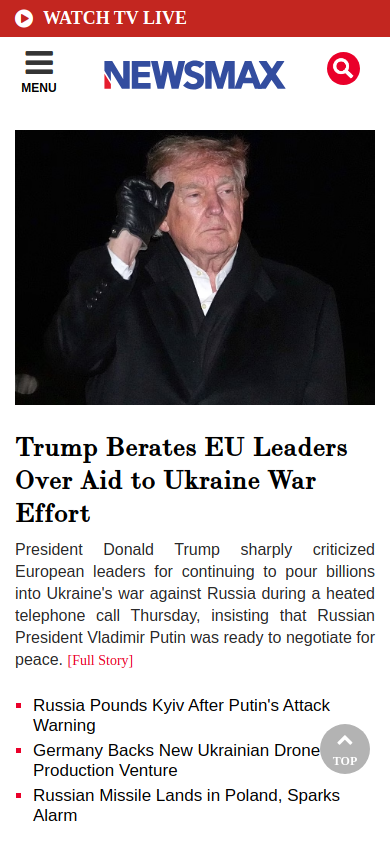 WATCH TV LIVE
MENU
NEWSMAX
Trump Berates EU Leaders
Over Aid to Ukraine War
Effort
President Donald Trump sharply criticized
European leaders for continuing to pour billions
into Ukraine's war against Russia during a heated
telephone call Thursday, insisting that Russian
President Vladimir Putin was ready to negotiate for
peace. [Full Story]
Russia Pounds Kyiv After Putin's Attack
Warning
Germany Backs New Ukrainian Drone
Production Venture
TOP
Russian Missile Lands in Poland, Sparks
Alarm